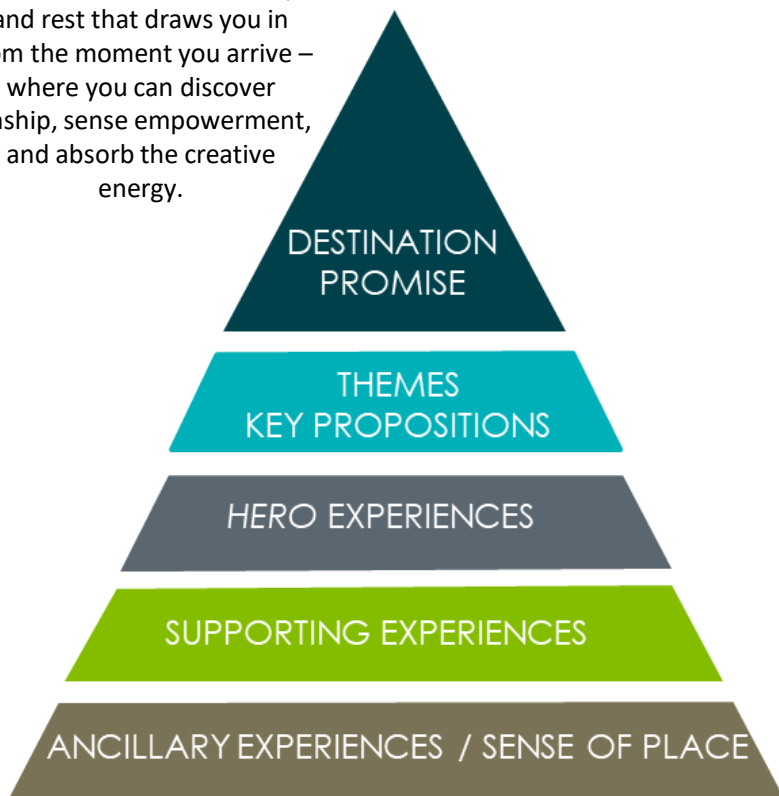 and rest that draws you in
from the moment you arrive –
where you can discover
sense empowerment,
and absorb the creative
energy.
DESTINATION
PROMISE
THEMES
KEY PROPOSITIONS
HERO EXPERIENCES
SUPPORTING EXPERIENCES
ANCILLARY EXPERIENCES / SENSE OF PLACE